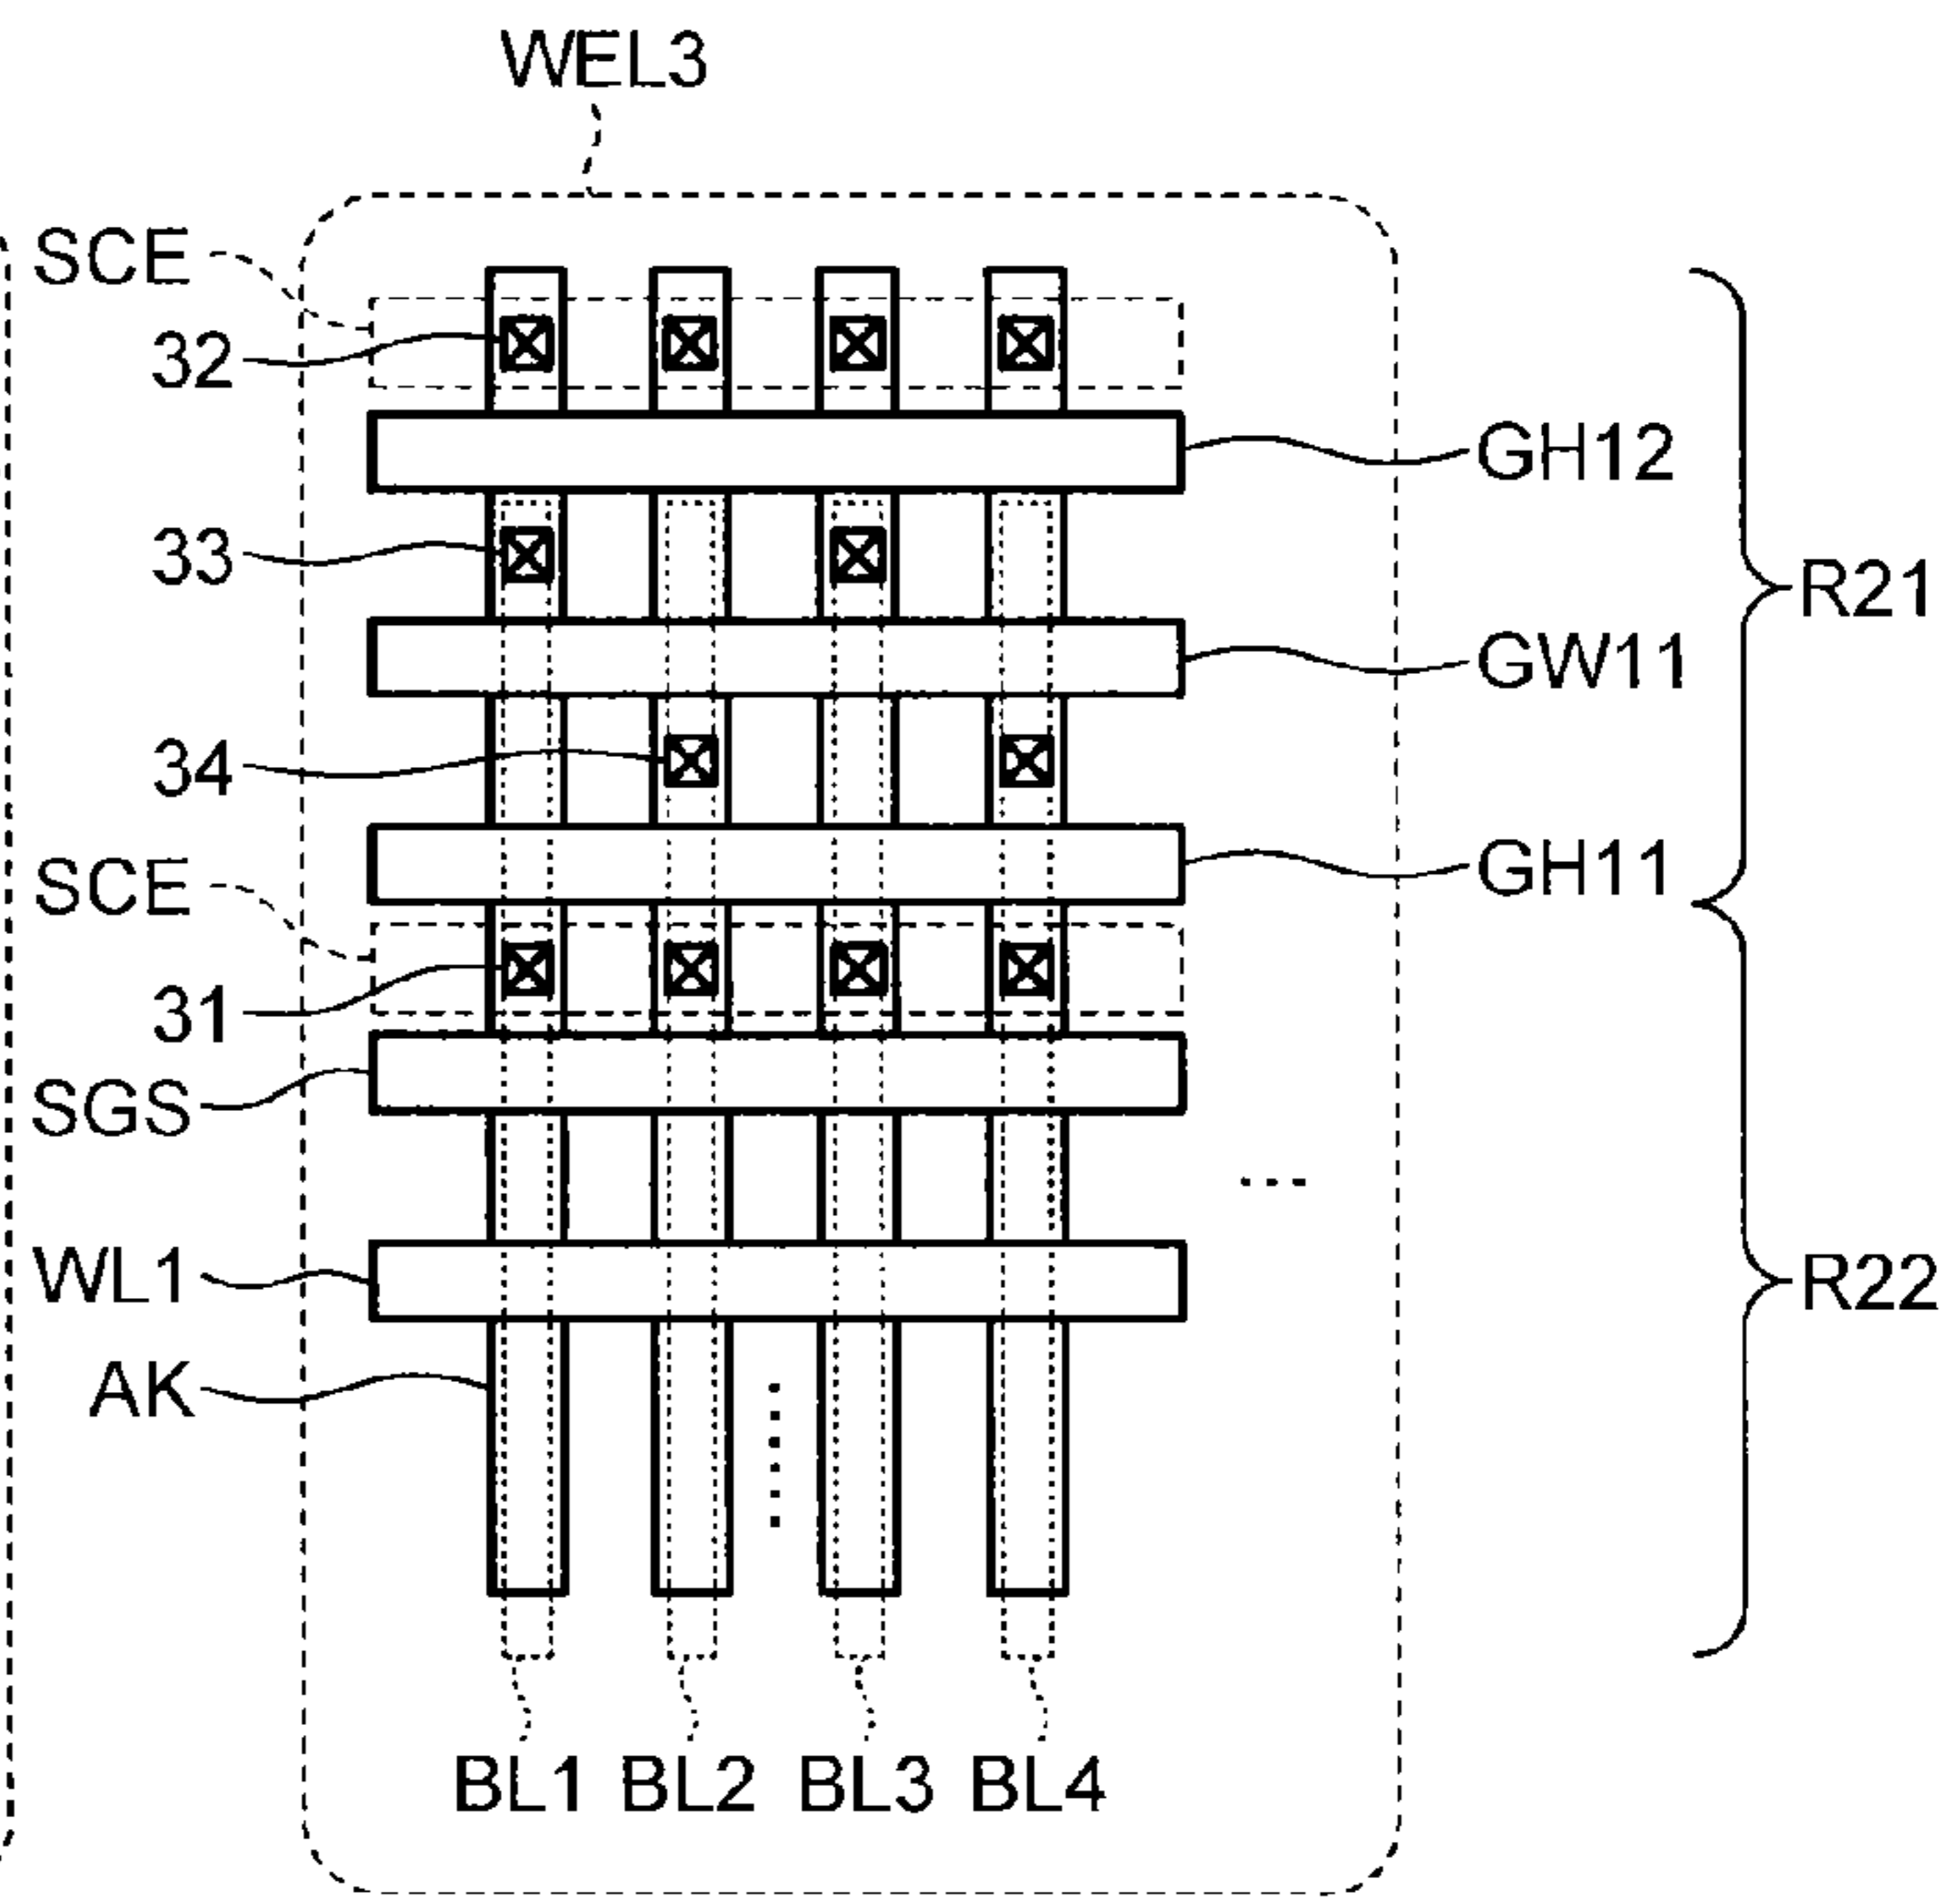 WEL3
SCE
32
GH12
33
R21
GW11
34
GH11
SCE
31
SGS
WL1
R22
AK
BL1 BL2 BL3 BL4